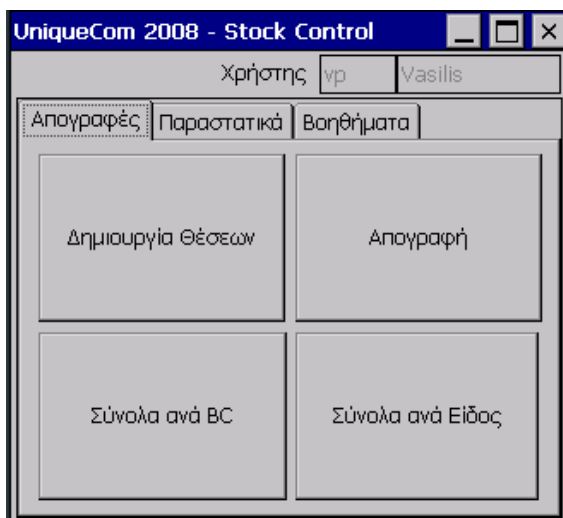 UniqueCom 2008 - Stock Control
Χρήστης vp Vasilis
Απογραφές Παραστατικά Βοηθήματα
Δημιουργία Θέσεων Απογραφή
Σύνολα ανά BC Σύνολα ανά Είδος